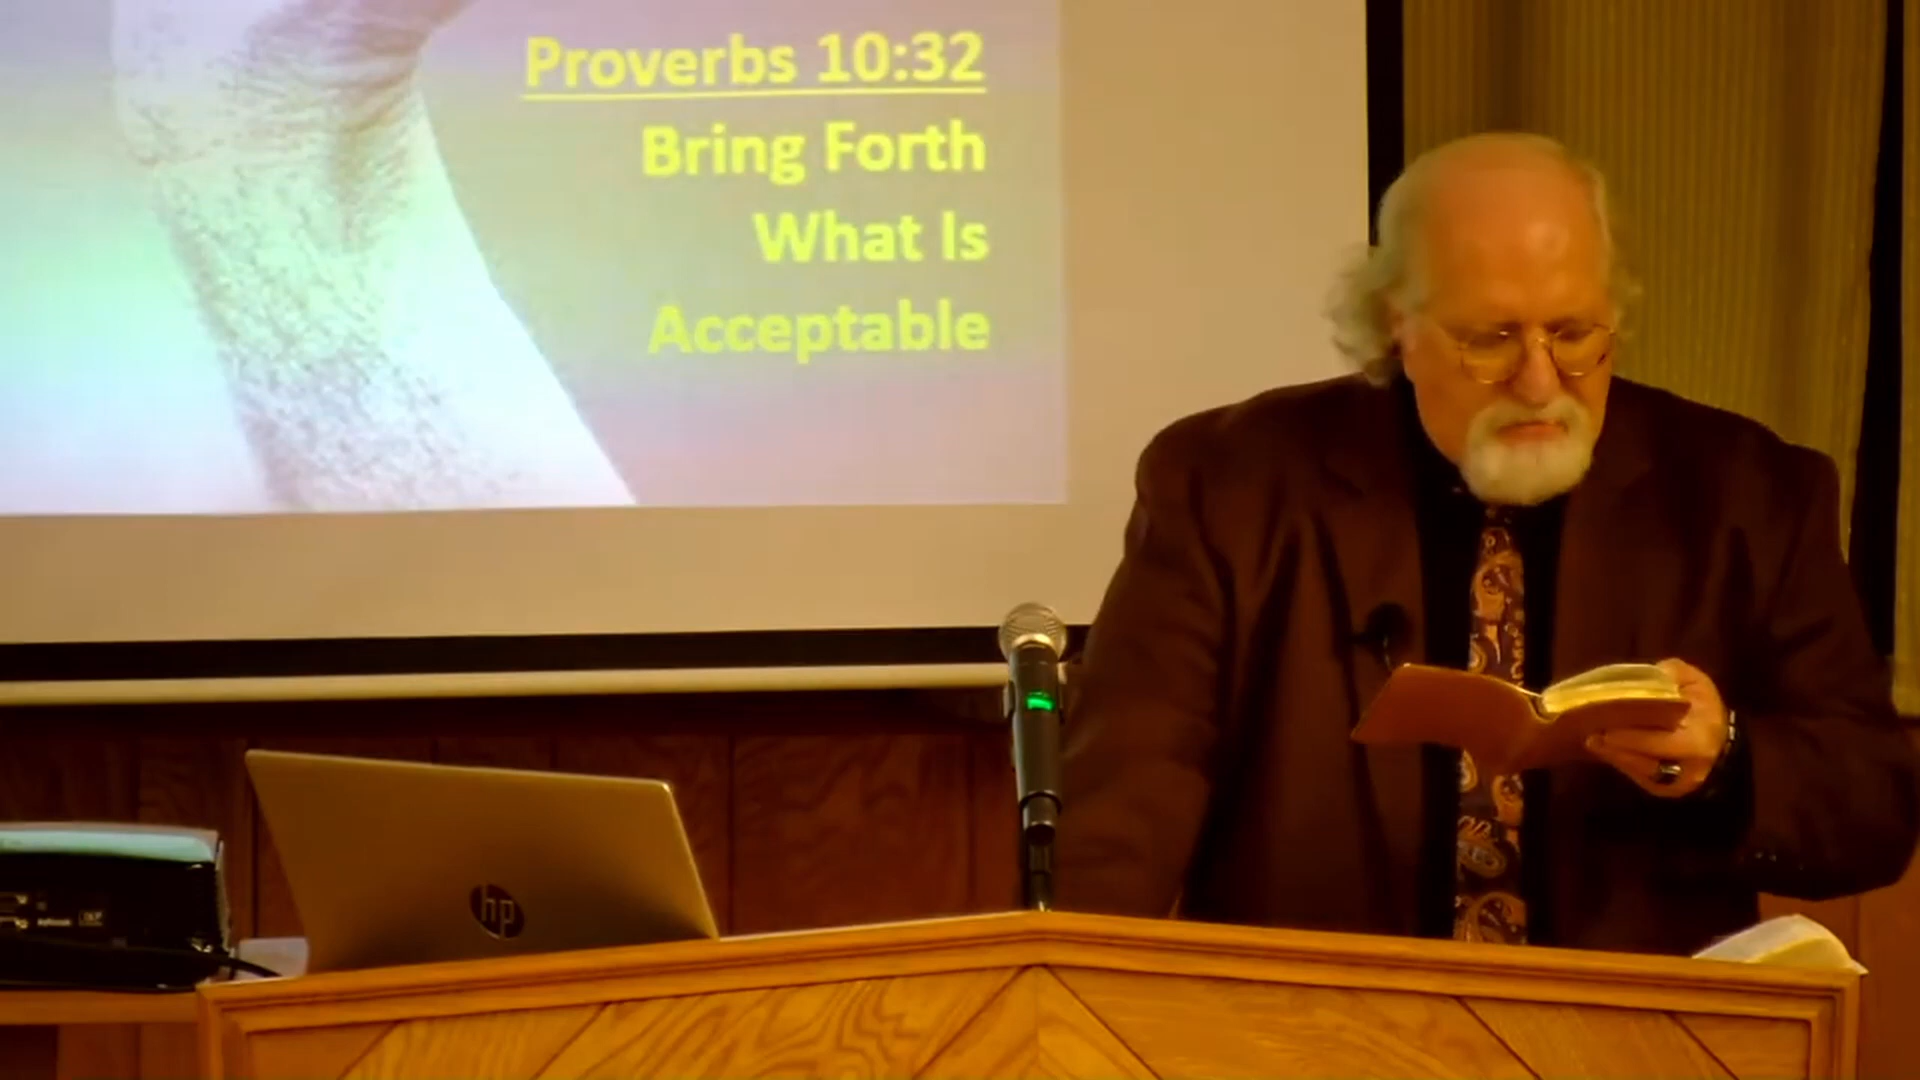 Proverbs 10:32
Bring Forth
What Is
Acceptable
hp